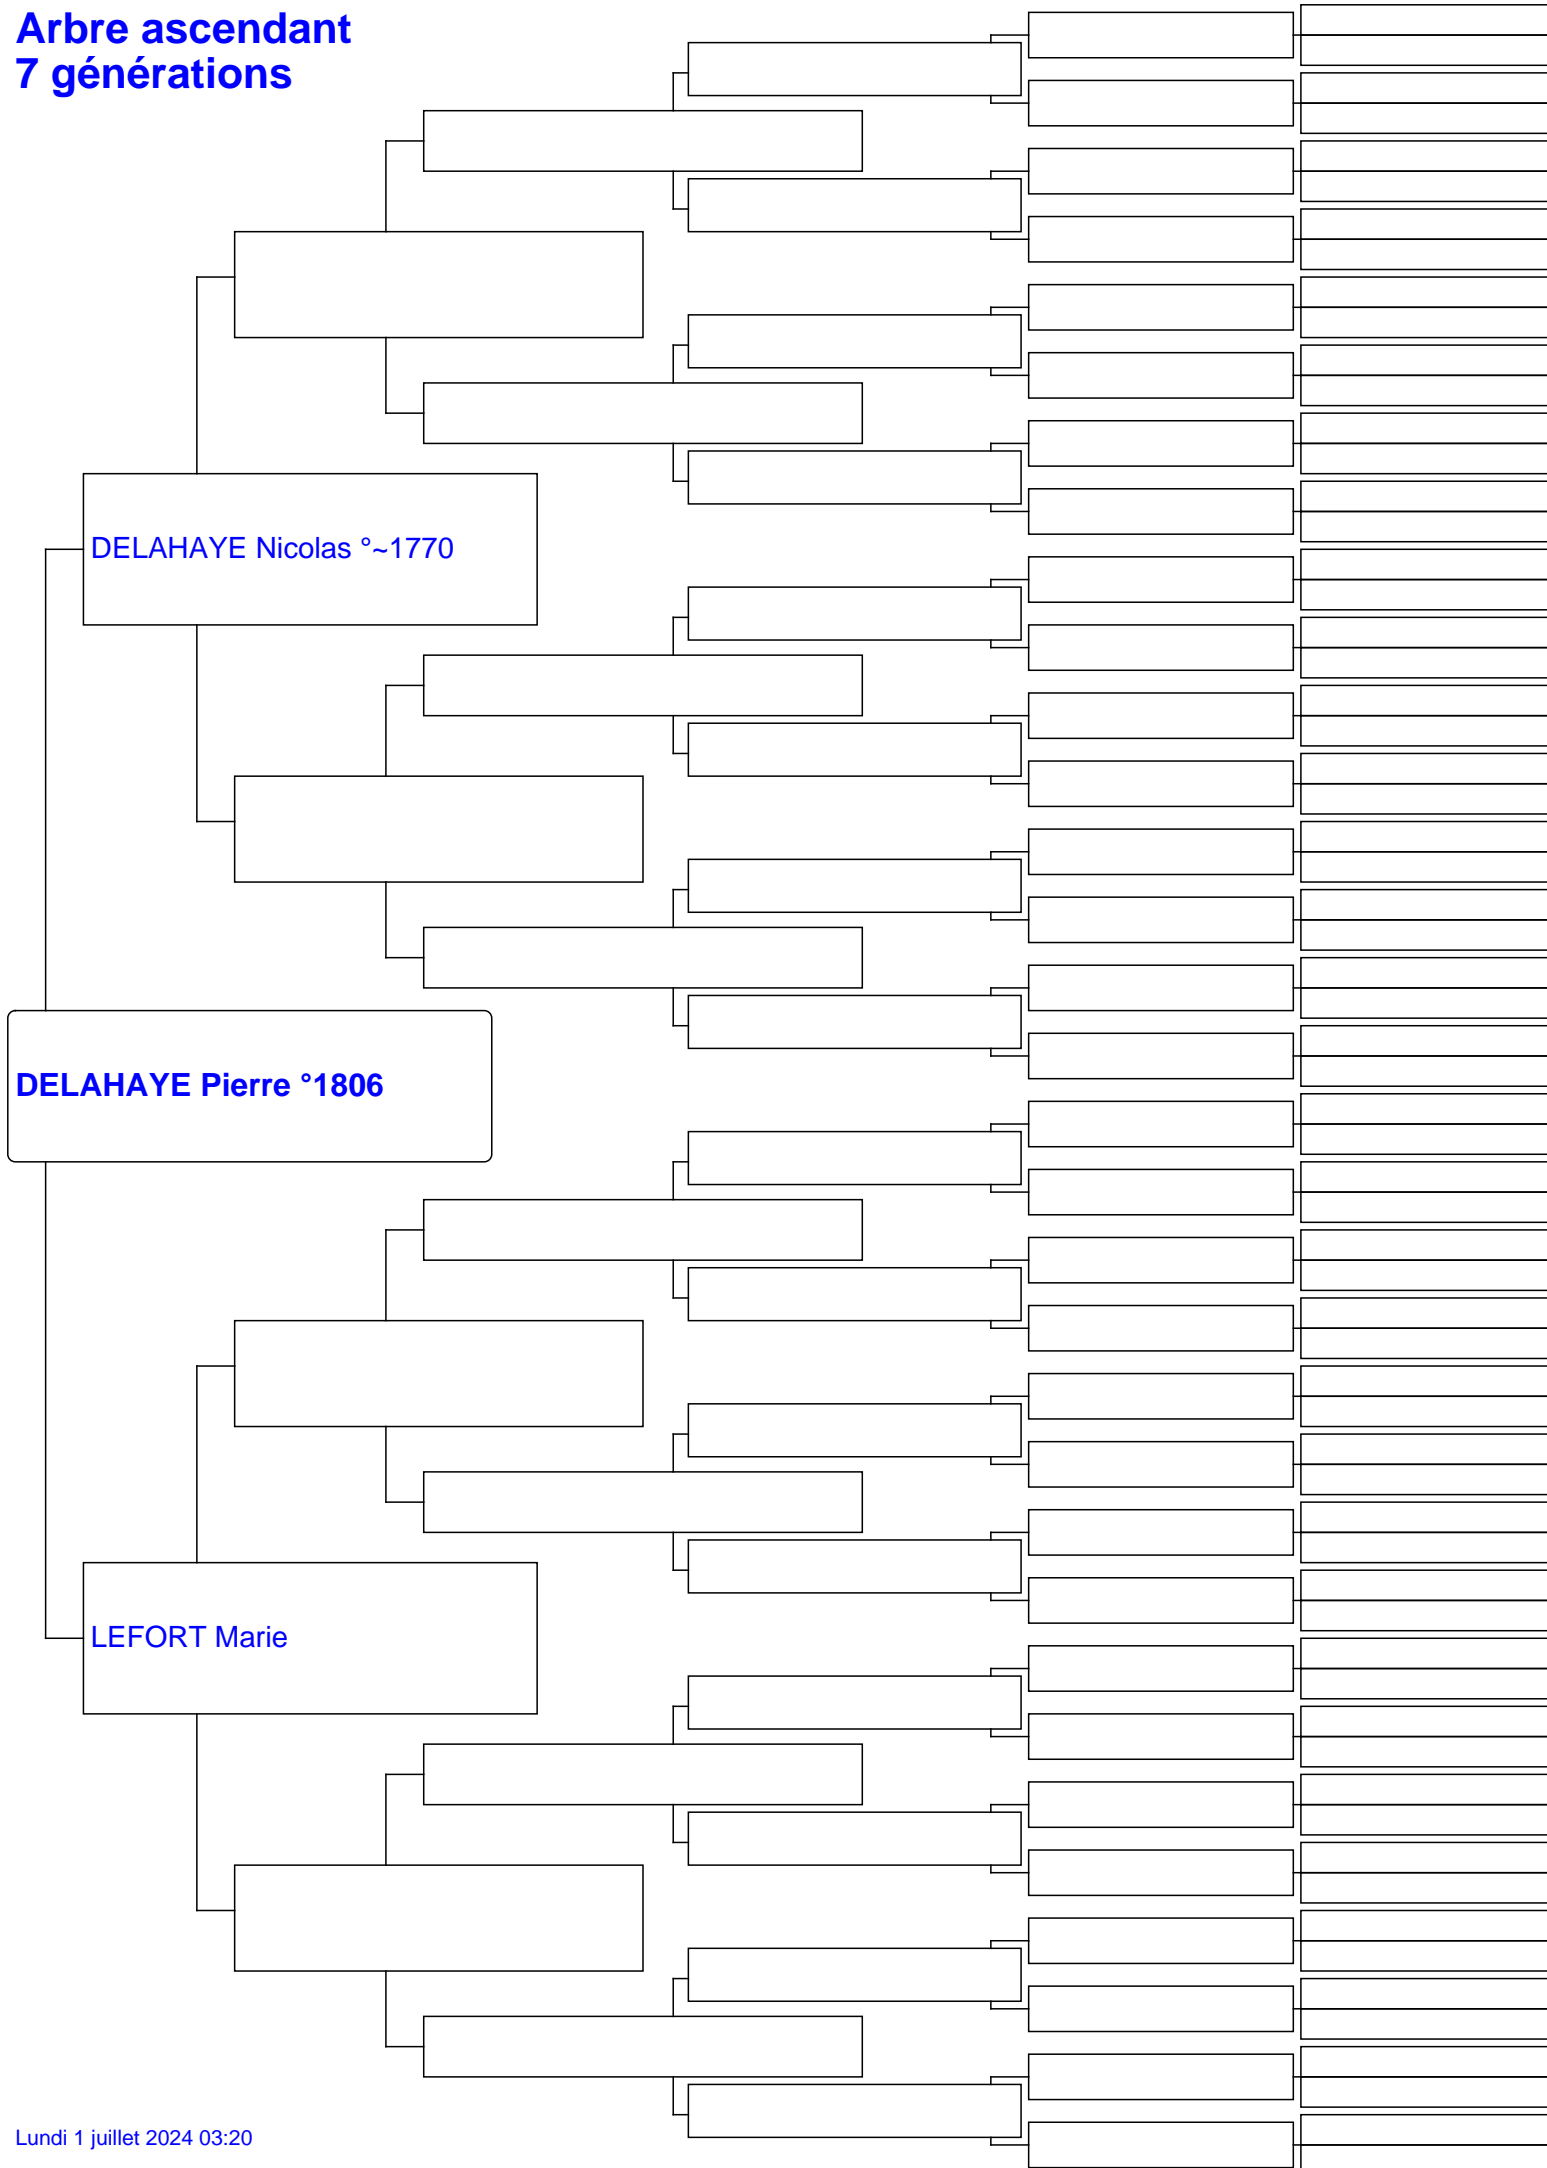 Arbre ascendant
7 générations
DELAHAYE Nicolas °~1770
DELAHAYE Pierre °1806
LEFORT Marie
Lundi 1 juillet 2024 03:20